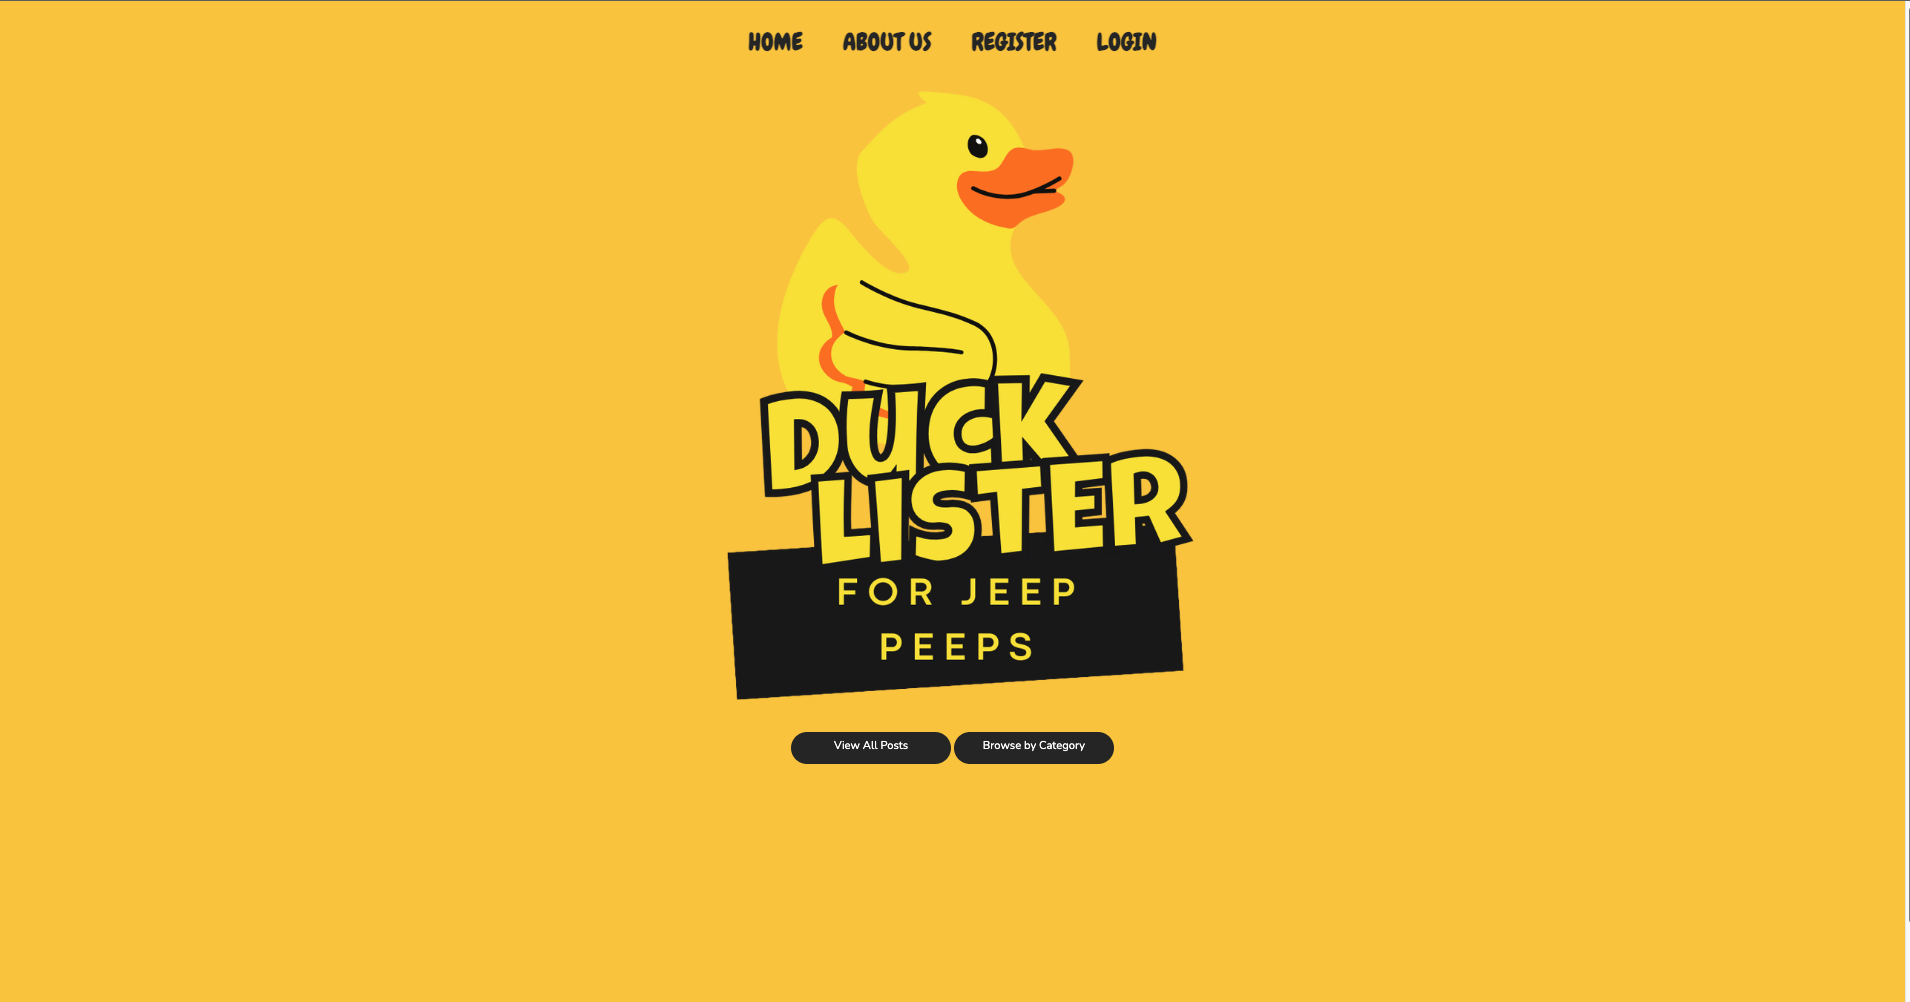 HOME ABOUT US REGISTER LOGIN
DUCK
LISTER
FOR JEEP
PEEPS
View All Posts Browse by Category